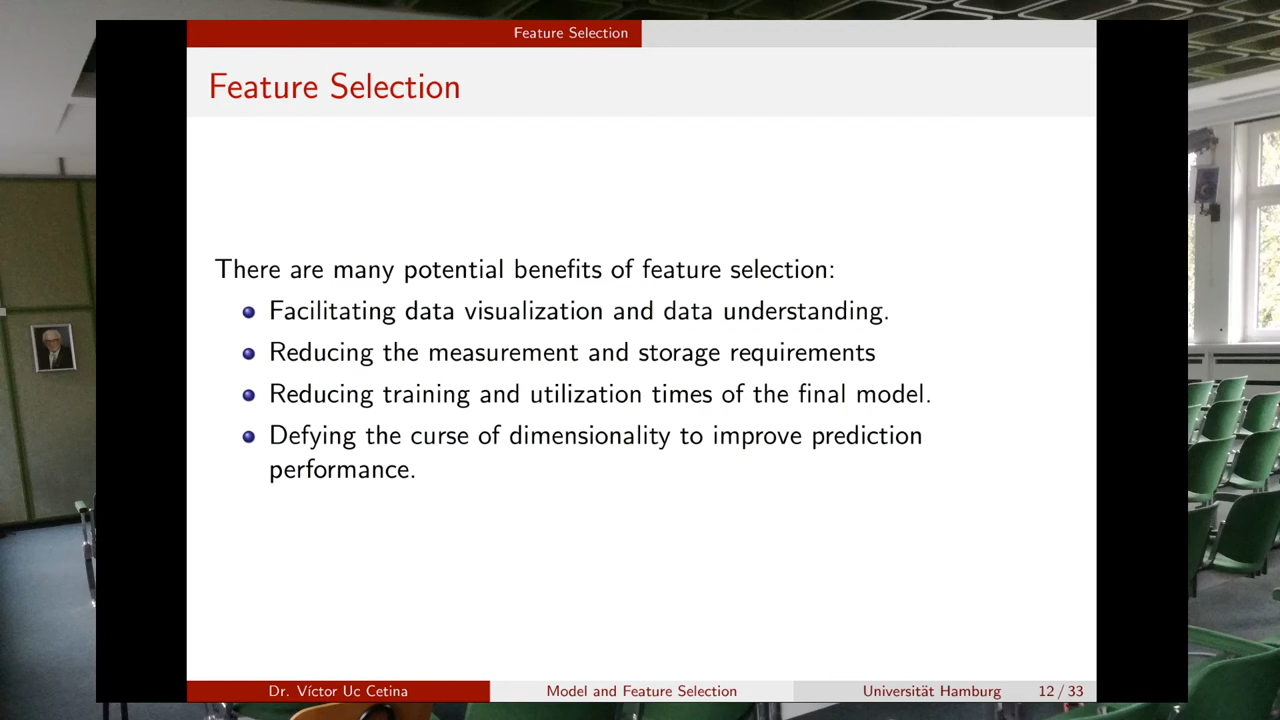 Feature Selection
Feature Selection
There are many potential benefits of feature selection:
Facilitating data visualization and data understanding.
Reducing the measurement and storage requirements
Reducing training and utilization times of the final model.
Defying the curse of dimensionality to improve prediction
performance.
Dr. Víctor Uc Cetina
Model and Feature Selection
Universität Hamburg
12 / 33